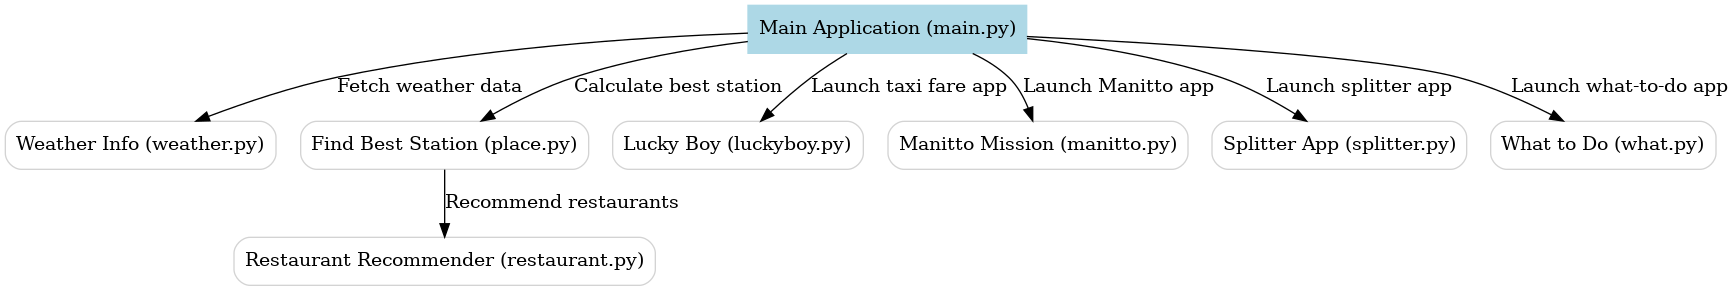 Main Application (main.py)
Fetch weather data
Calculate best station
Launch taxi fare app
Launch Manitto app
Launch splitter app
Launch what-to-do app
Weather Info (weather.py)
Find Best Station (place.py)
Lucky Boy (luckyboy.py)
Manitto Mission (manitto.py)
Splitter App (splitter.py)
What to Do (what.py)
Recommend restaurants
Restaurant Recommender (restaurant.py)